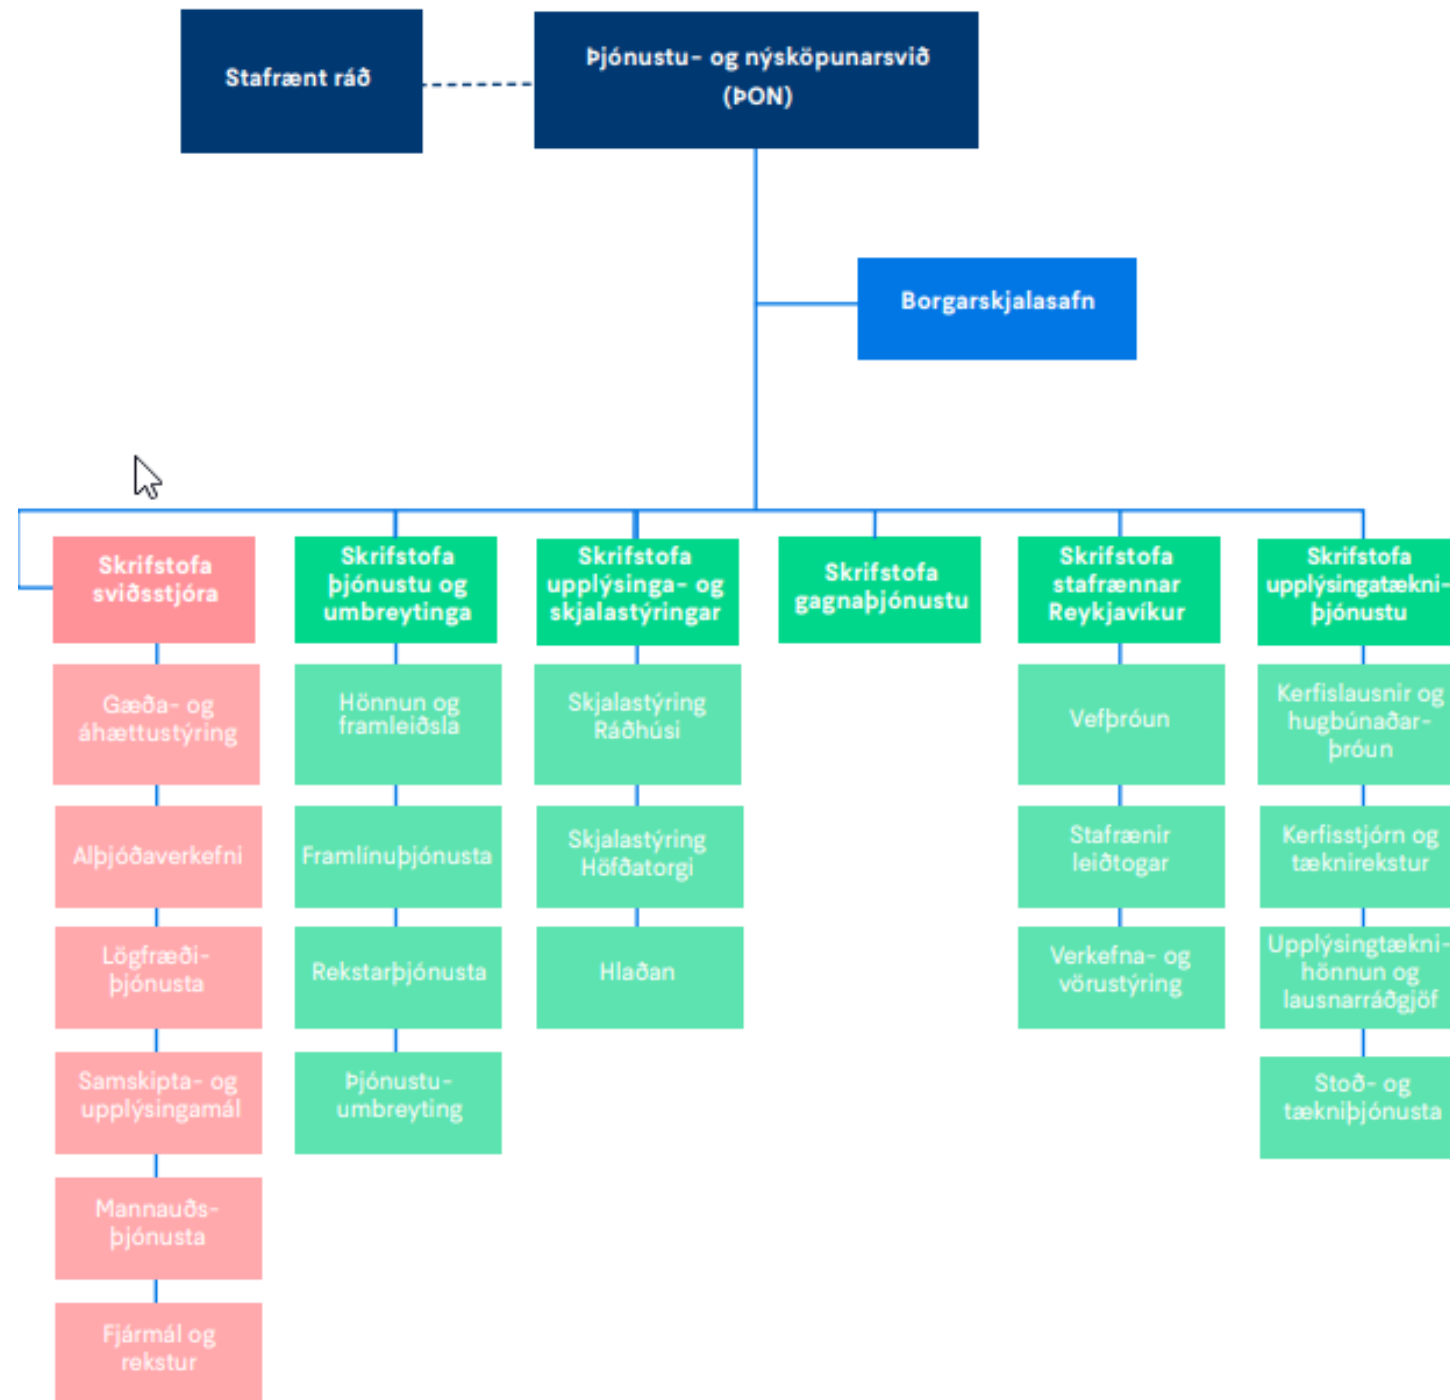 Stafrænt ráð
Þjónustu- og nýsköpunarsvið
(ÞON)
Borgarskjalasafn
Skrifstofa
sviðsstjóra
Gæða- og
áhættustýring
Alþjóðaverkefni
Lögfræði-
þjónusta
Samskipta- og
upplýsingamál
Mannauðs-
þjónusta
Fjármál og
rekstur
Skrifstofa
þjónustu og
umbreytinga
Hönnun og
framleiðsla
Framlínuþjónusta
Rekstarþjónusta
Þjónustu-
umbreyting
Skrifstofa
upplýsinga- og
skjalastýringar
Skjalastýring
Ráðhúsi
Skjalastýring
Höfðatorgi
Hlaðan
Skrifstofa
gagnaþjónustu
Skrifstofa
stafrænnar
Reykjavíkur
Vefþróun
Stafrænir
leiðtogar
Verkefna- og
vörustýring
Skrifstofa
upplýsingatækni-
þjónustu
Kerfislausnir og
hugbúnaðar-
þróun
Kerfisstjórn og
tæknirekstur
Upplýsingtækni-
hönnun og
lausnarráðgjöf
Stoð- og
tækniþjónusta